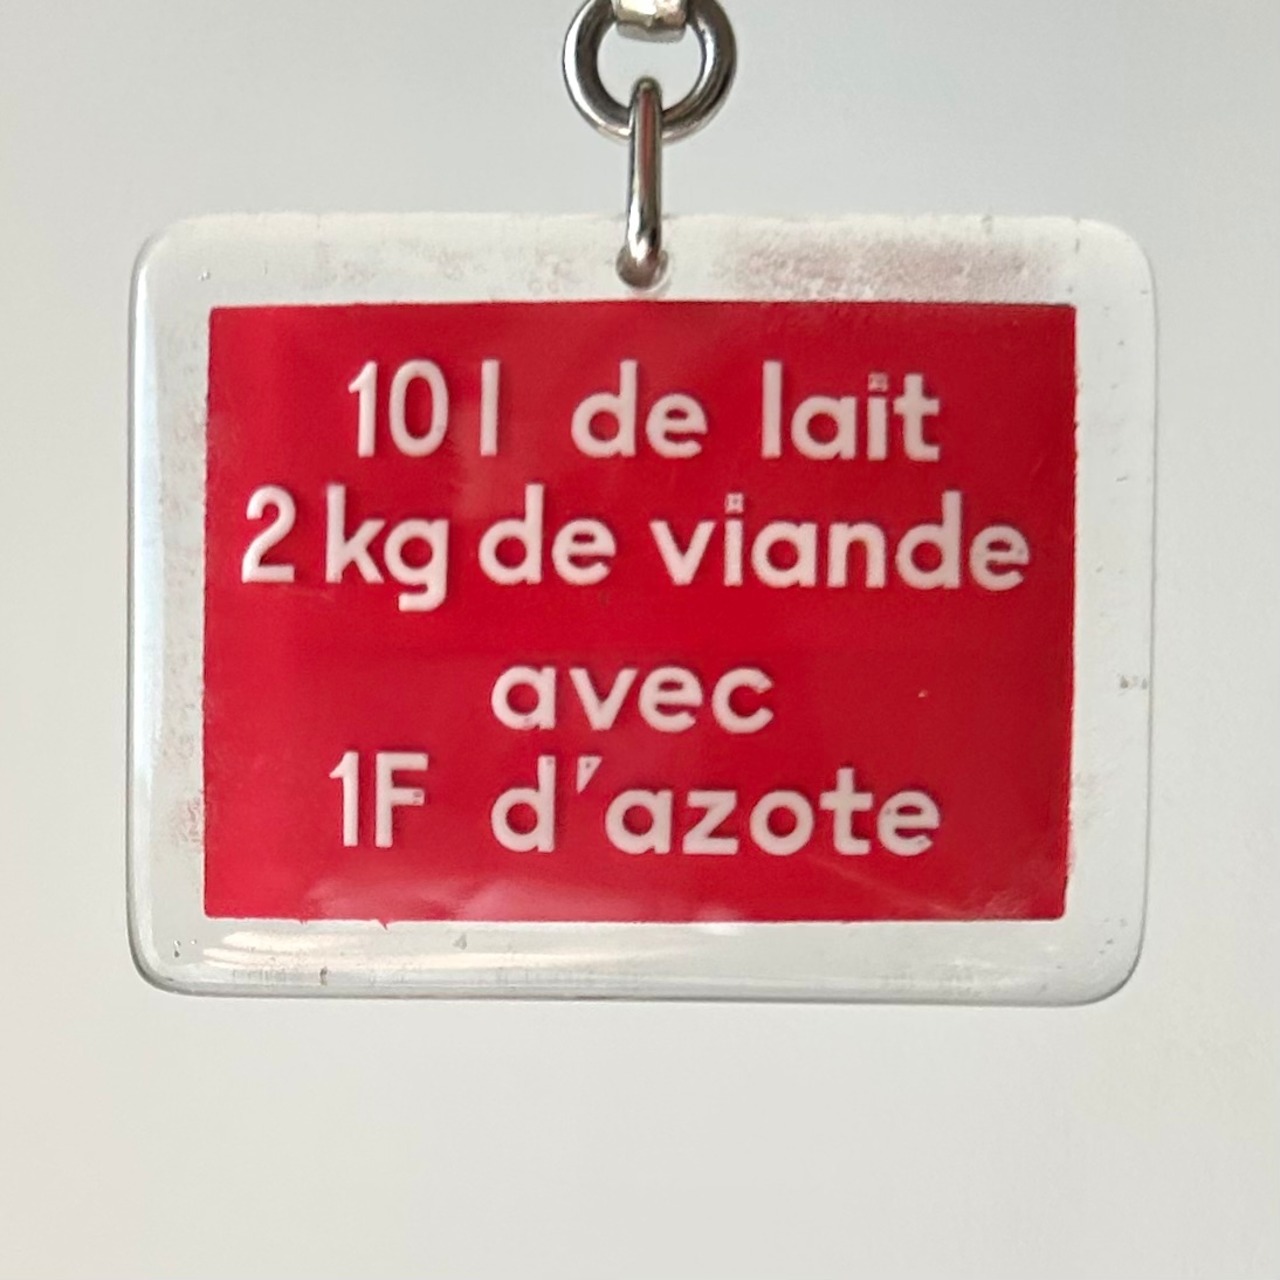 10 l de lait
2 kg de viande
avec
1F d'azote